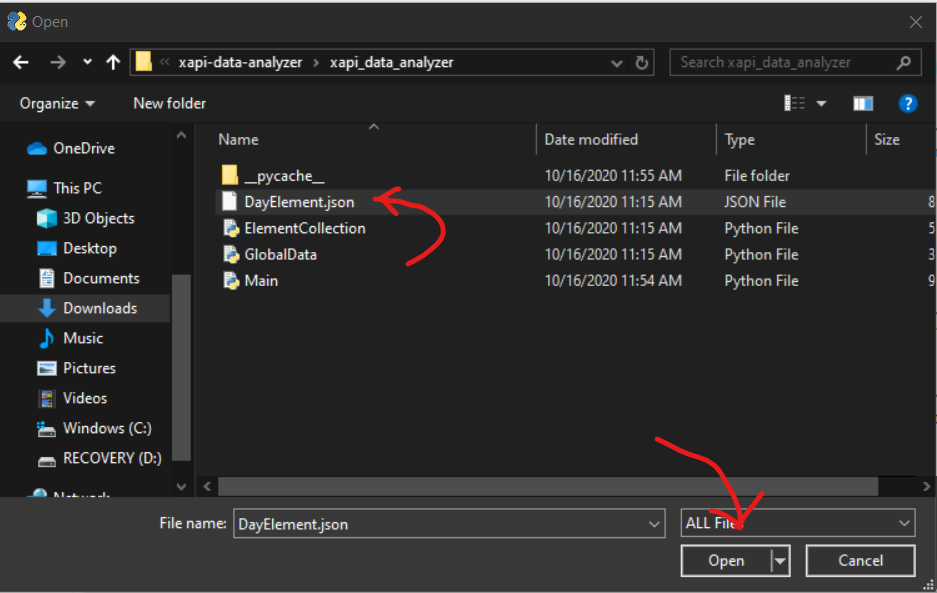 Open
« xapi-data-analyzer › xapi_data_analyzer
Search xapi_data_analyzer
Organize New folder
Name Date modified Type Size
__pycache__ 10/16/2020 11:55 AM File folder
DayElement.json 10/16/2020 11:15 AM JSON File 8
ElementCollection 10/16/2020 11:15 AM Python File 5
GlobalData 10/16/2020 11:15 AM Python File 3
Main 10/16/2020 11:54 AM Python File 9
OneDrive
This PC
3D Objects
Desktop
Documents
Downloads
Music
Pictures
Videos
Windows (C:)
RECOVERY (D:)
File name: DayElement.json
ALL
Open Cancel